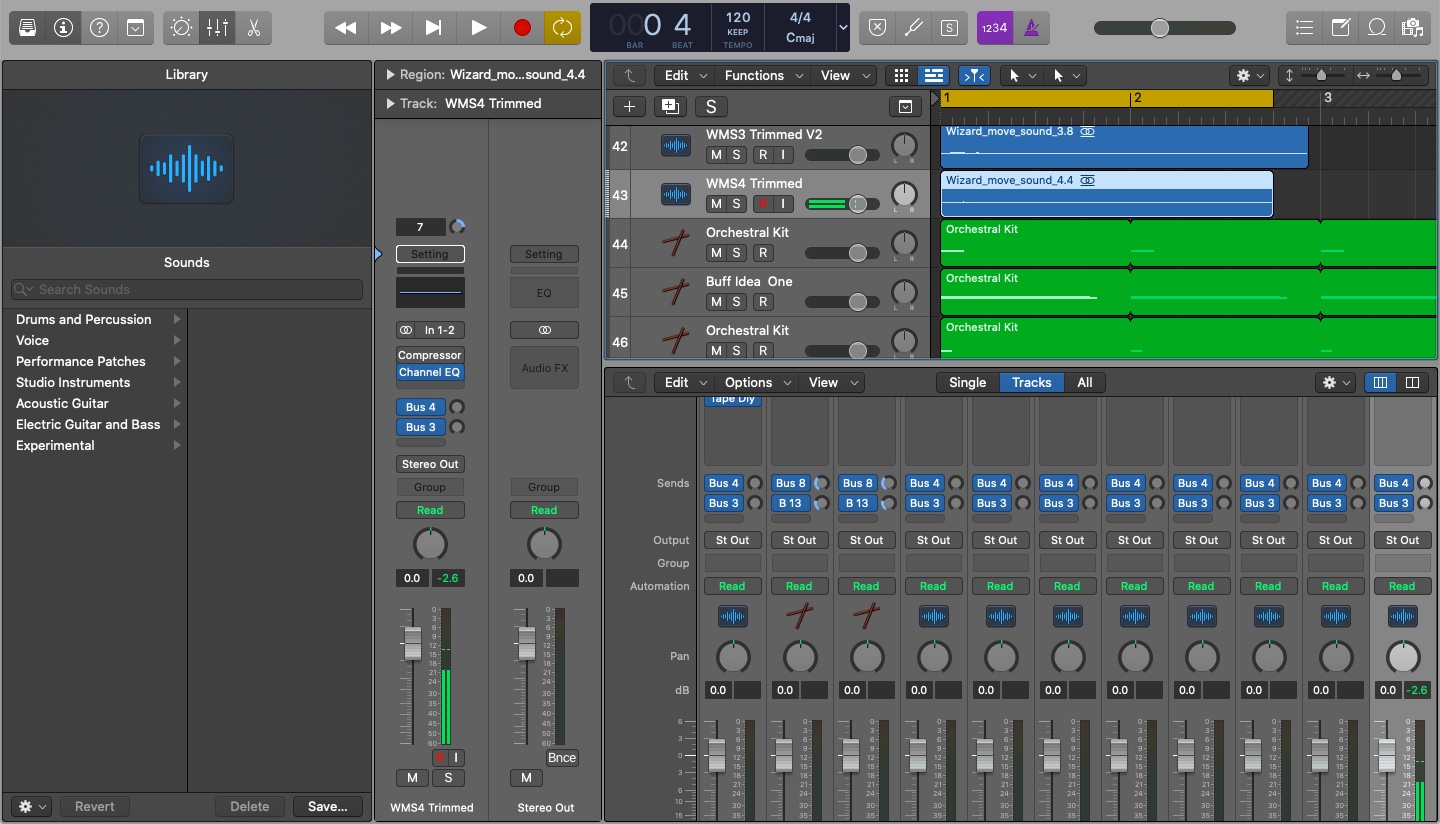 1234
004
BAR BEAT
120
KEEP
TEMPO
4/4
Cmaj
S
Library
Sounds
Search Sounds
Drums and Percussion
Voice
Performance Patches
Studio Instruments
Acoustic Guitar
Electric Guitar and Bass
Experimental
Revert
Delete
Save...
Region: Wizard_mo...sound_4.4
Track: WMS4 Trimmed
7
Setting
Setting
EQ
In 1-2
Compressor
Channel EQ
Audio FX
Bus 4
Bus 3
Stereo Out
Group
Group
Read
Read
0.0 -2.6
0.0
R I
Bnce
M S
M
WMS4 Trimmed
Stereo Out
Edit Functions View
S
1 2 3
42 WMS3 Trimmed V2
M S R I
L R
Wizard_move_sound_3.8
43 WMS4 Trimmed
M S R I
L R
Wizard_move_sound_4.4
44 Orchestral Kit
M S R
L R
Orchestral Kit
45 Buff Idea One
M S R
L R
Orchestral Kit
46 Orchestral Kit
M S R
L R
Orchestral Kit
Edit Options View
Single Tracks All
Tape Dly
Sends Bus 4 Bus 8 Bus 8 Bus 4 Bus 4 Bus 4 Bus 4 Bus 4 Bus 4 Bus 4 Bus 4
Bus 3 B 13 B 13 Bus 3 Bus 3 Bus 3 Bus 3 Bus 3 Bus 3 Bus 3 Bus 3
Output St Out St Out St Out St Out St Out St Out St Out St Out St Out St Out St Out
Group
Automation Read Read Read Read Read Read Read Read Read Read Read
Pan
dB 0.0 0.0 0.0 0.0 0.0 0.0 0.0 0.0 0.0 0.0 0.0 -2.6